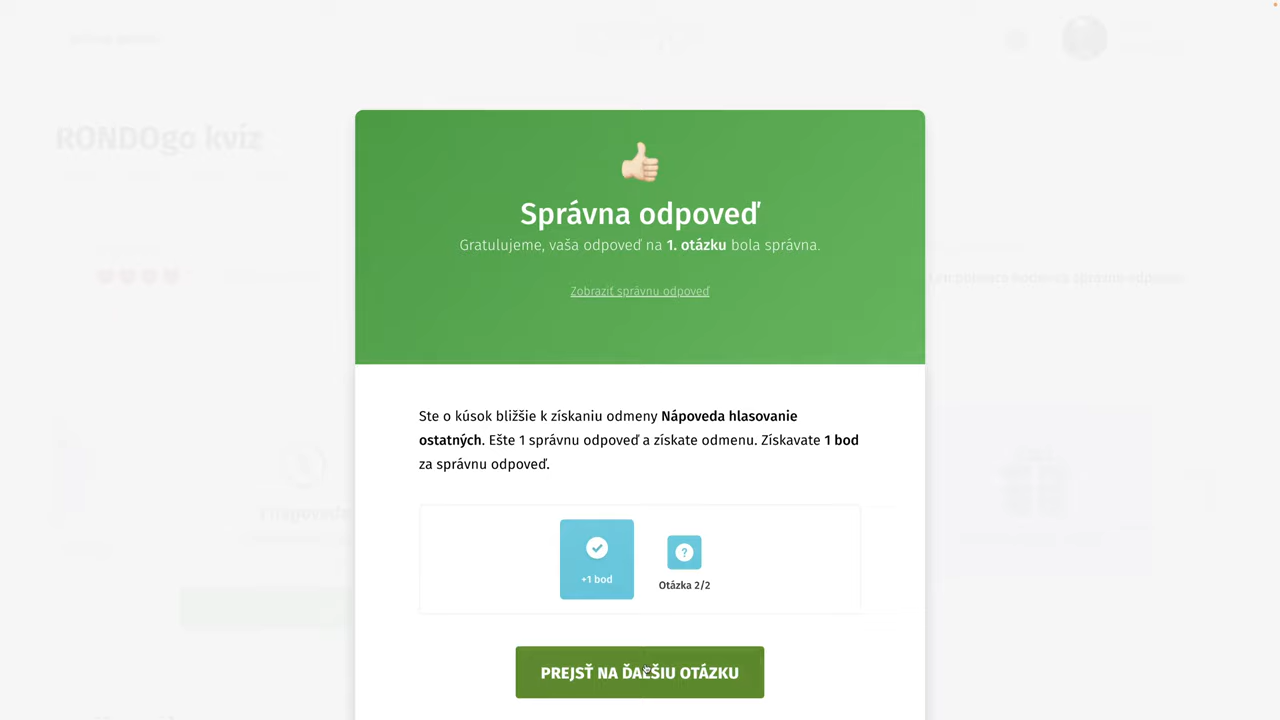 RONDOgo kvíz
Správna odpoveď
Gratulujeme, vaša odpoveď na 1. otázku bola správna.
Zobraziť správnu odpoveď
Ste o kúsok bližšie k získaniu odmeny Nápoveda hlasovanie
ostatných. Ešte 1 správnu odpoveď a získate odmenu. Získavate 1 bod
za správnu odpoveď.
+1 bod
Otázka 2/2
PREJSŤ NA ĎALŠIU OTÁZKU